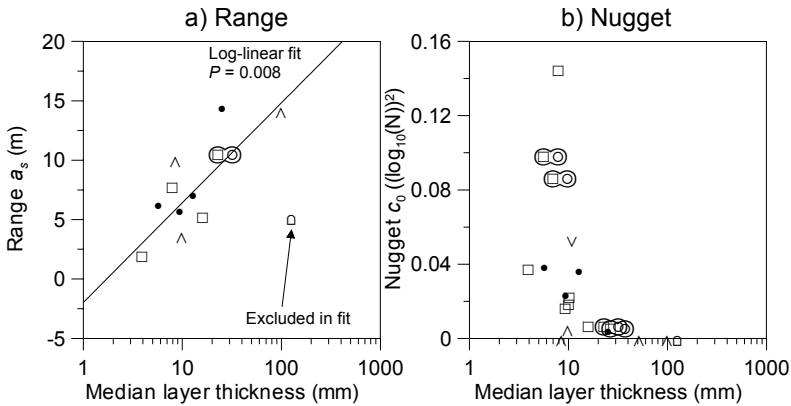 a) Range
b) Nugget
Log-linear fit
P = 0.008
Excluded in fit
20
15
10
5
0
-5
Range a_s (m)
1
10
100
1000
Median layer thickness (mm)
0.16
0.12
0.08
0.04
0
Nugget c_0 ((log_10(N))^2)
1
10
100
1000
Median layer thickness (mm)